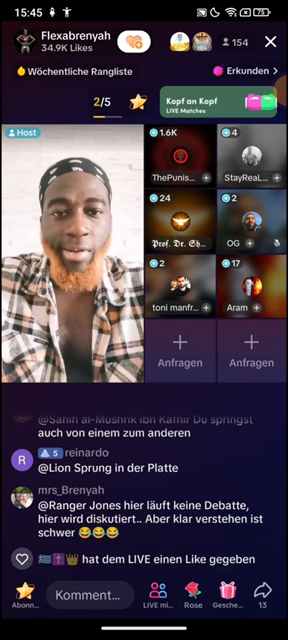 15:45
75
Flexabrenyah
34.9K Likes
154
Wöchentliche Rangliste
Erkunden >
2/5
Kopf an Kopf
LIVE Matches
Host
1.6K
ThePunis...
4
StayReaL...
24
𝕻𝖗𝖔𝖋. 𝕯𝖗. 𝕾𝖍...
2
OG
2
toni manfr...
17
Aram
Anfragen
Anfragen
@Sahih al-Mushrik ibn Kafhir Du springst
auch von einem zum anderen
R
5 reinardo
@Lion Sprung in der Platte
mrs_Brenyah
@Ranger Jones hier läuft keine Debatte,
hier wird diskutiert.. Aber klar verstehen ist
schwer 😂😂😂
🇬🇷✝️👑 hat dem LIVE einen Like gegeben
Abonn...
Komment...
LIVE mi...
Rose
Gesche...
13